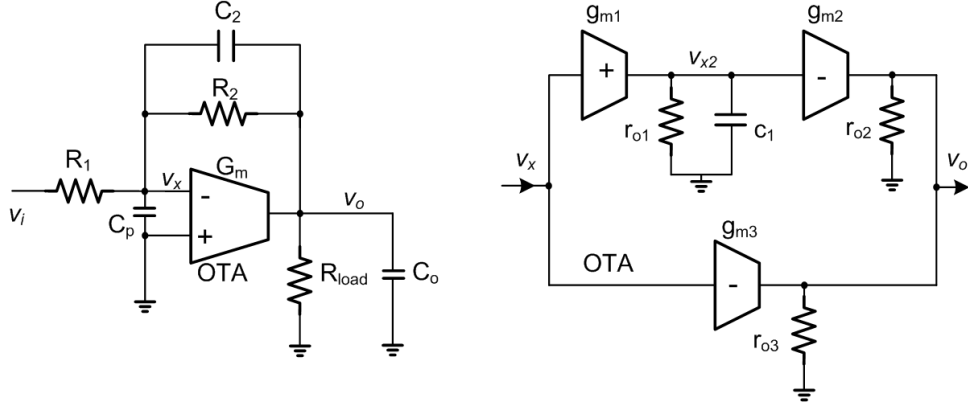 C₂
R₂
R₁
Gₘ
vᵢ
vₓ
-
+
Cₚ
OTA
vₒ
R_load
Cₒ
gₘ₁
gₘ2
+
vₓ₂
-
rₒ₁
c₁
rₒ₂
vₓ
vₒ
gₘ₃
OTA
-
rₒ₃